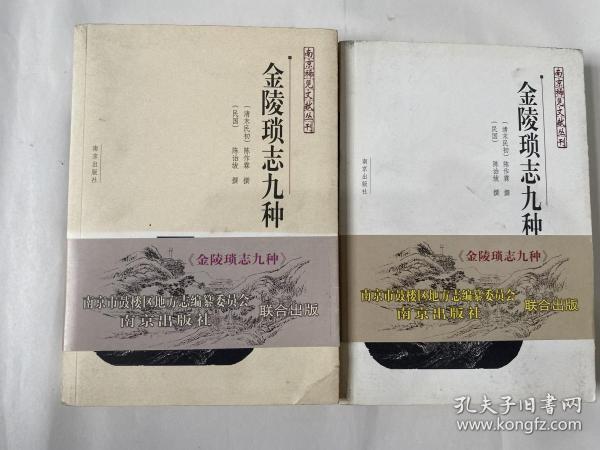 南京稀见文献丛刊
金陵琐志九种
(清末民初) 陈作霖 撰
(民国) 陈诒绂 撰
南京出版社
《金陵琐志九种》
南京市鼓楼区地方志编纂委员会
南京出版社
联合出版
南京稀见文献丛刊
金陵琐志九种
(清末民初) 陈作霖 撰
(民国) 陈诒绂 撰
南京出版社
《金陵琐志九种》
南京市鼓楼区地方志编纂委员会
南京出版社
联合出版
孔夫子旧书网
www.kongfz.com